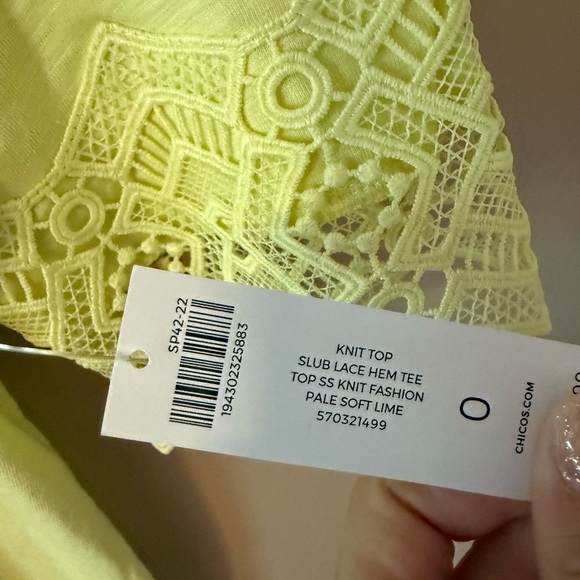 SP42-22
194302325883
KNIT TOP
SLUB LACE HEM TEE
TOP SS KNIT FASHION
PALE SOFT LIME
570321499
0
CHICOS.COM